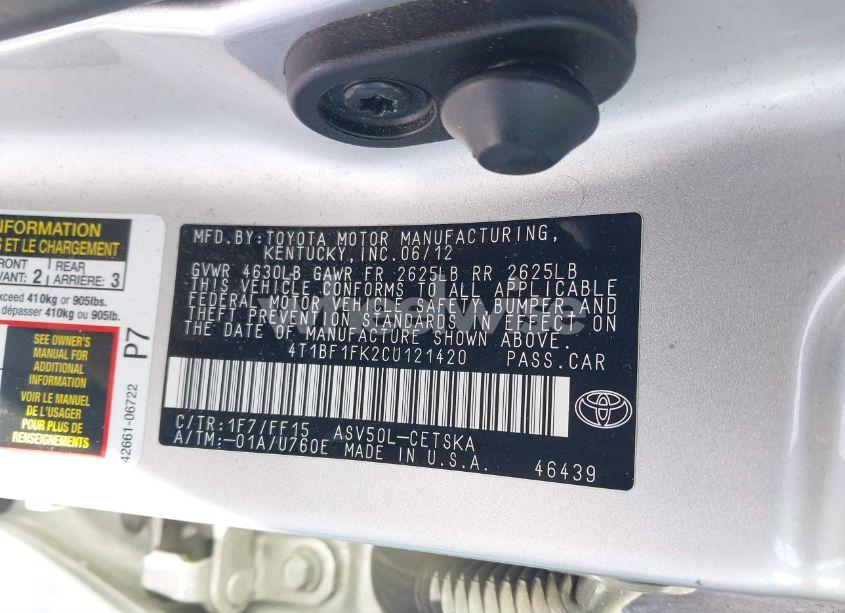 INFORMATION
S ET LE CHARGEMENT
VANT 2 REAR ARRIÈRE 3
xceed 410kg or 905lbs.
dépasser 410kg ou 905lb.
SEE OWNER'S
MANUAL FOR
ADDITIONAL
INFORMATION
VOIR LE MANUEL
DE L'USAGER
POUR PLUS DE
RENSEIGNEMENTS
P7
42661-06722
MFD.BY:TOYOTA MOTOR MANUFACTURING,
KENTUCKY, INC.06/12
GVWR 4630LB GAWR FR 2625LB RR 2625LB
THIS VEHICLE CONFORMS TO ALL APPLICABLE
FEDERAL MOTOR VEHICLE SAFETY,BUMPER,AND
THEFT PREVENTION STANDARDS IN EFFECT ON
THE DATE OF MANUFACTURE SHOWN ABOVE.
4T1BF1FK2CU121420 PASS.CAR
C/TR:1F7/FF15 ASV50L-CETSKA
A/TM:-01A/U760E MADE IN U.S.A.
46439
wheelwise